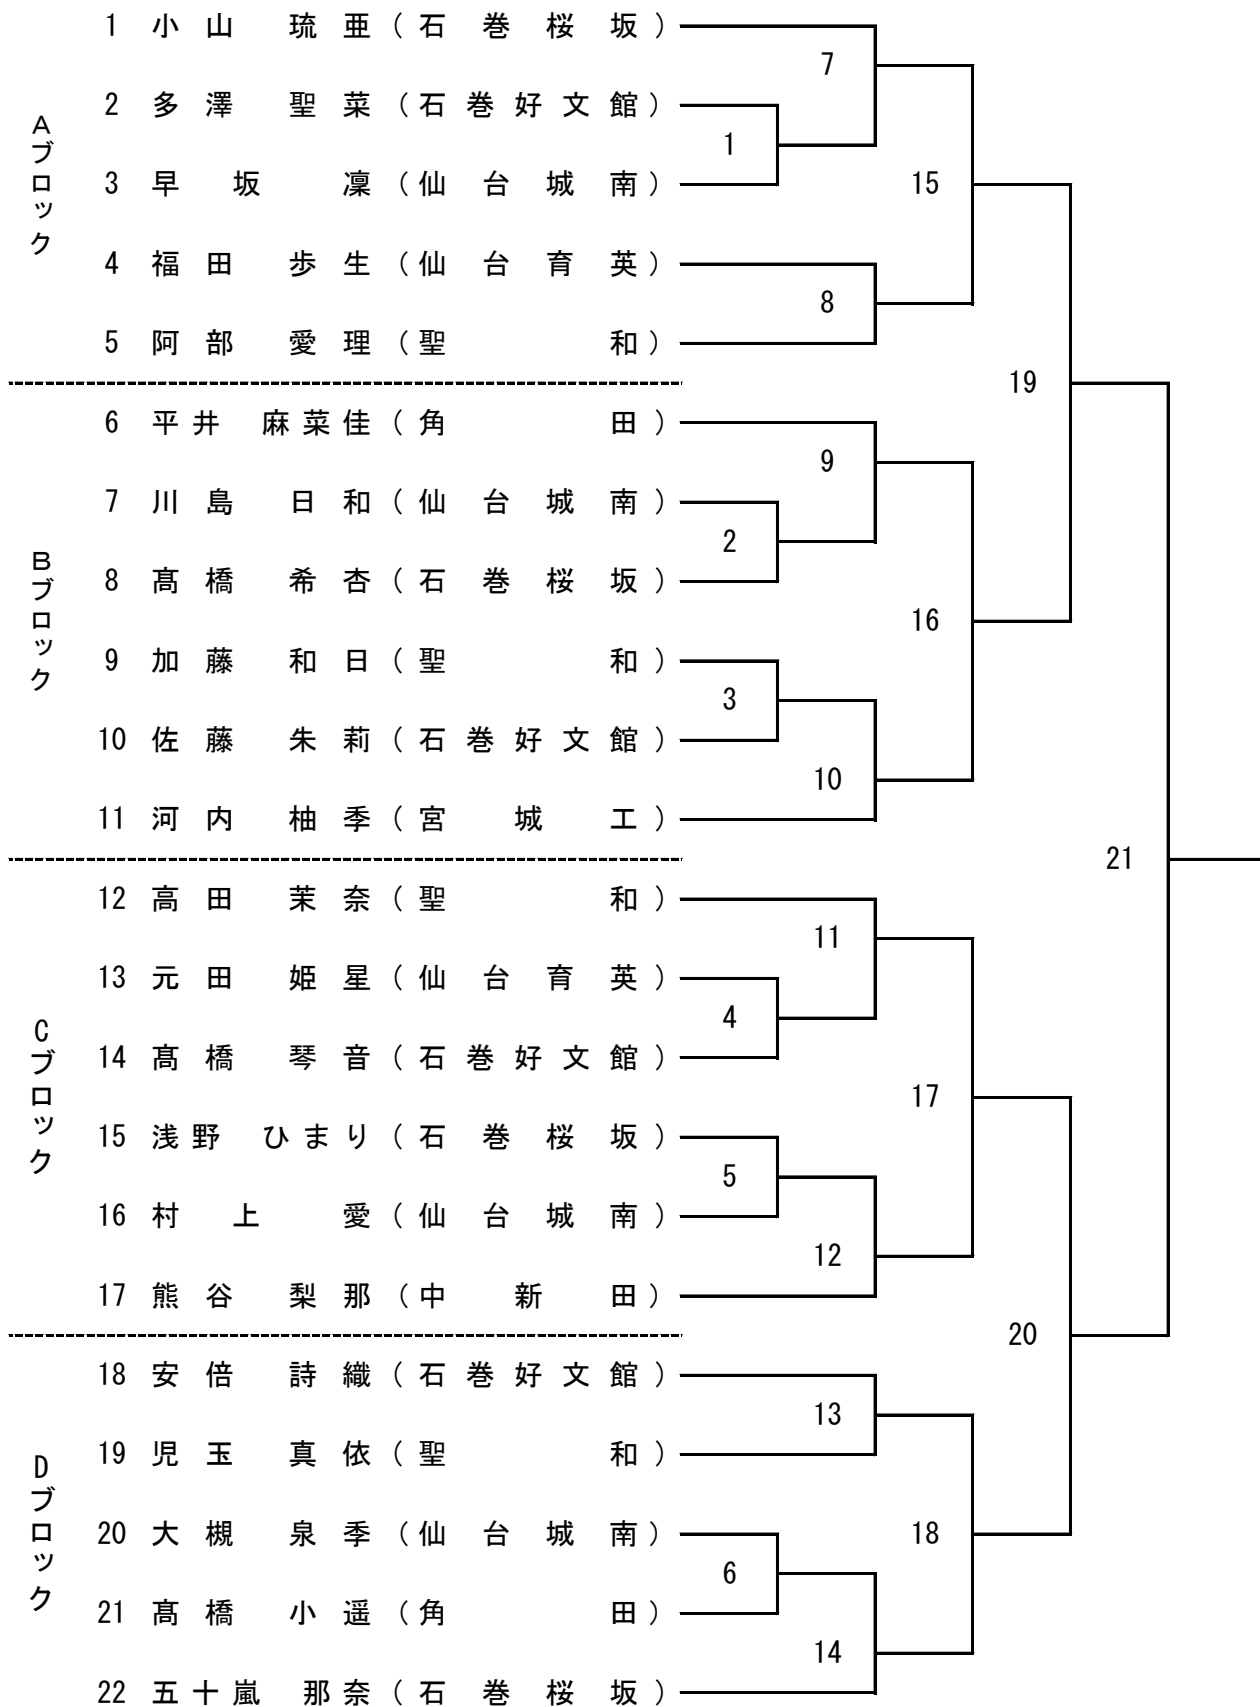 1 小山 琉亜（石巻桜坂）
7
2 多澤 聖菜（石巻好文館）
1
Aブロック
3 早坂 凜（仙台城南）
15
4 福田 歩生（仙台育英）
8
5 阿部 愛理（聖和）
19
6 平井 麻菜佳（角田）
9
7 川島 日和（仙台城南）
2
Bブロック
8 髙橋 希杏（石巻桜坂）
16
9 加藤 和日（聖和）
3
10 佐藤 朱莉（石巻好文館）
10
11 河内 柚季（宮城工）
21
12 高田 茉奈（聖和）
11
13 元田 姫星（仙台育英）
4
Cブロック
14 髙橋 琴音（石巻好文館）
17
15 浅野 ひまり（石巻桜坂）
5
16 村上 愛（仙台城南）
12
17 熊谷 梨那（中新田）
20
18 安倍 詩織（石巻好文館）
13
19 児玉 真依（聖和）
Dブロック
20 大槻 泉季（仙台城南）
18
6
21 髙橋 小遥（角田）
14
22 五十嵐 那奈（石巻桜坂）